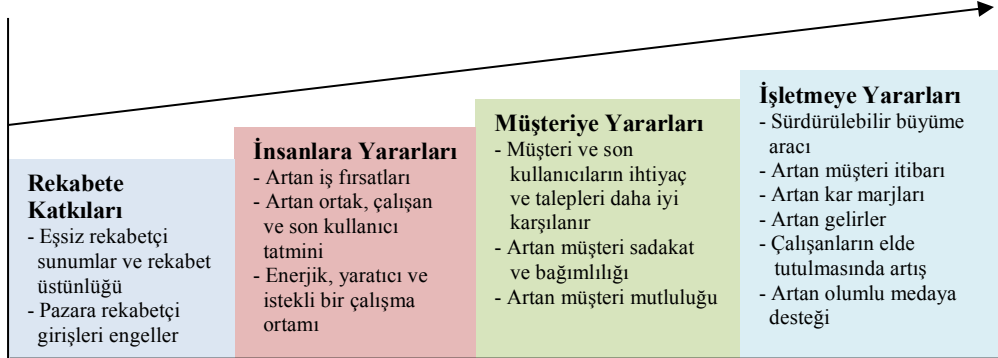 Rekabete
Katkıları
- Eşsiz rekabetçi
sunumlar ve rekabet
üstünlüğü
- Pazara rekabetçi
girişleri engeller
İnsanlara Yararları
- Artan iş fırsatları
- Artan ortak, çalışan
ve son kullanıcı
tatmini
- Enerjik, yaratıcı ve
istekli bir çalışma
ortamı
Müşteriye Yararları
- Müşteri ve son
kullanıcıların ihtiyaç
ve talepleri daha iyi
karşılanır
- Artan müşteri sadakat
ve bağımlılığı
- Artan müşteri mutluluğu
İşletmeye Yararları
- Sürdürülebilir büyüme
aracı
- Artan müşteri itibarı
- Artan kar marjları
- Artan gelirler
- Çalışanların elde
tutulmasında artış
- Artan olumlu medaya
desteği